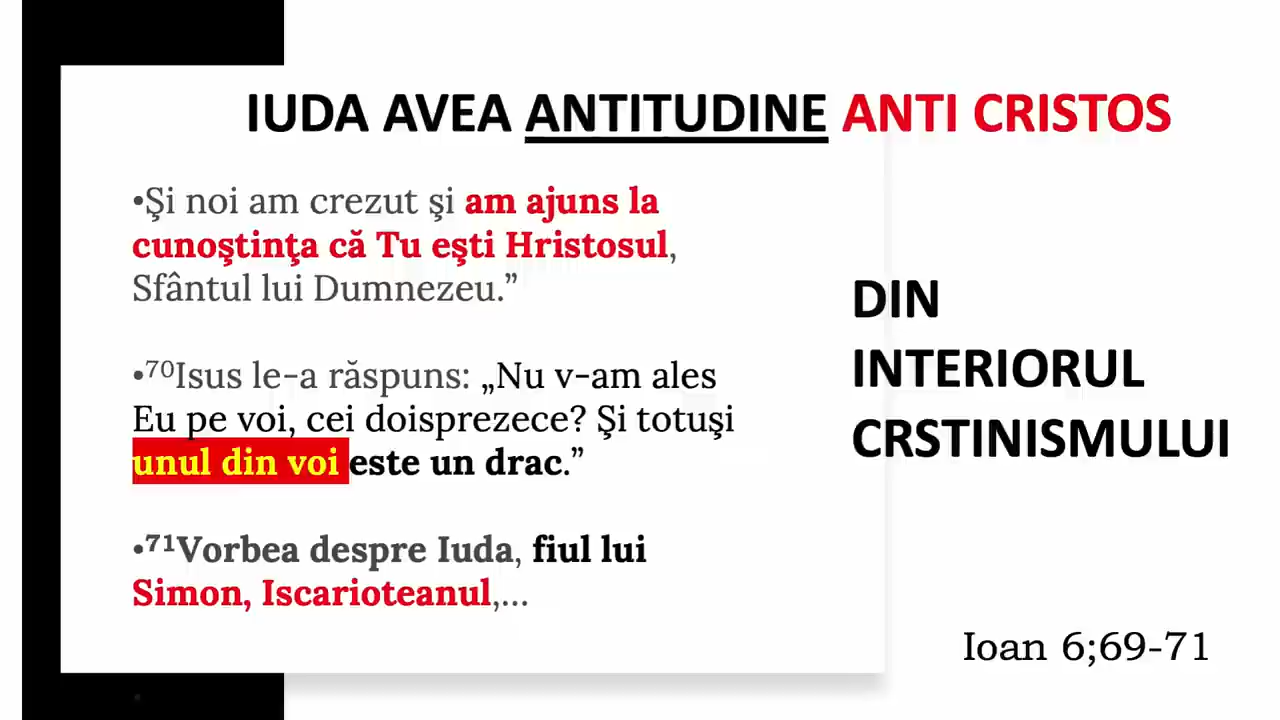 IUDA AVEA ANTITUDINE ANTI CRISTOS
•Şi noi am crezut şi am ajuns la
cunoştinţa că Tu eşti Hristosul,
Sfântul lui Dumnezeu.”
•⁷⁰Isus le-a răspuns: „Nu v-am ales
Eu pe voi, cei doisprezece? Şi totuşi
unul din voi este un drac.”
•⁷¹Vorbea despre Iuda, fiul lui
Simon, Iscarioteanul,...
DIN
INTERIORUL
CRSTINISMULUI
Ioan 6;69-71